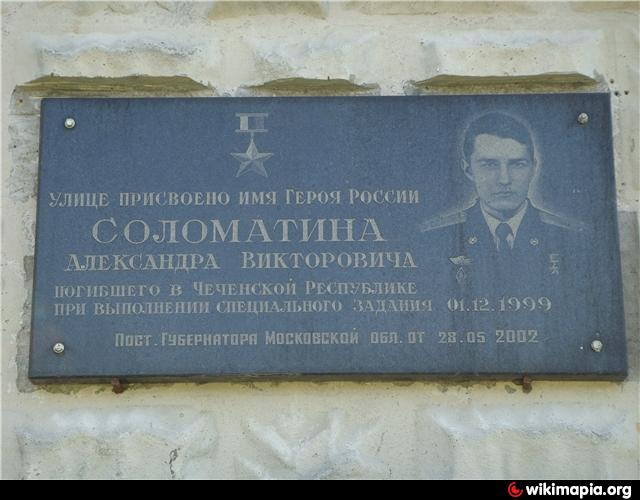 УЛИЦЕ ПРИСВОЕНО ИМЯ ГЕРОЯ РОССИИ
СОЛОМАТИНА
АЛЕКСАНДРА ВИКТОРОВИЧА
ПОГИБШЕГО В ЧЕЧЕНСКОЙ РЕСПУБЛИКЕ
ПРИ ВЫПОЛНЕНИИ СПЕЦИАЛЬНОГО ЗАДАНИЯ 01.12.1999
ПОСТ. ГУБЕРНАТОРА МОСКОВСКОЙ ОБЛ. ОТ 28.05 2002
wikimapia.org